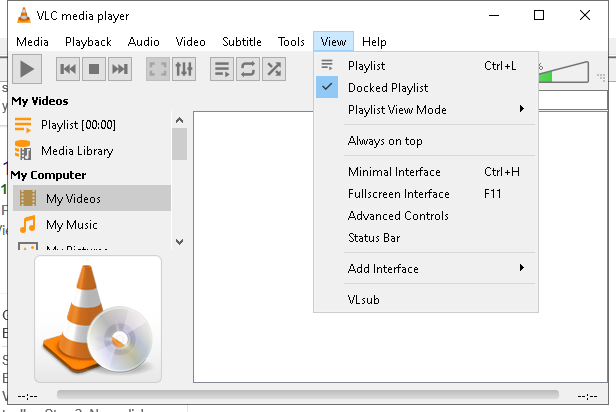 VLC media player
Media Playback Audio Video Subtitle Tools View Help
My Videos
Playlist [00:00]
Media Library
My Computer
My Videos
My Music
My Pictures
Playlist Ctrl+L
Docked Playlist
Playlist View Mode
Always on top
Minimal Interface Ctrl+H
Fullscreen Interface F11
Advanced Controls
Status Bar
Add Interface
VLsub
%
--:-- --:--